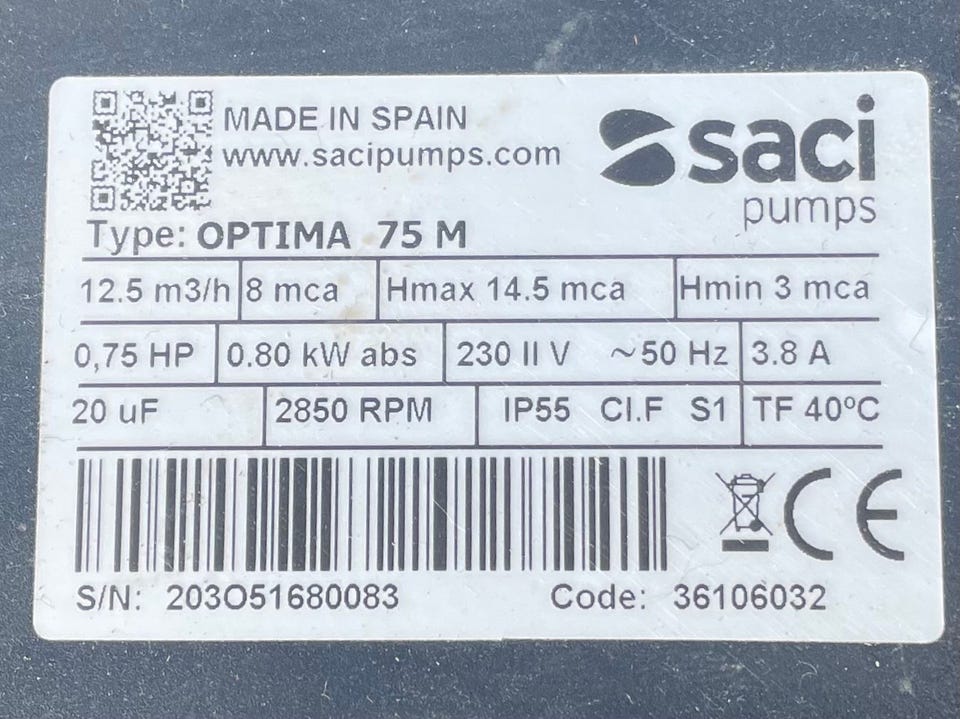 MADE IN SPAIN
www.sacipumps.com
saci
pumps
Type: OPTIMA 75 M
12.5 m3/h 8 mca Hmax 14.5 mca Hmin 3 mca
0,75 HP 0.80 kW abs 230 II V ~50 Hz 3.8 A
20 uF 2850 RPM IP55 Cl.F S1 TF 40ºC
CE
S/N: 203O51680083 Code: 36106032